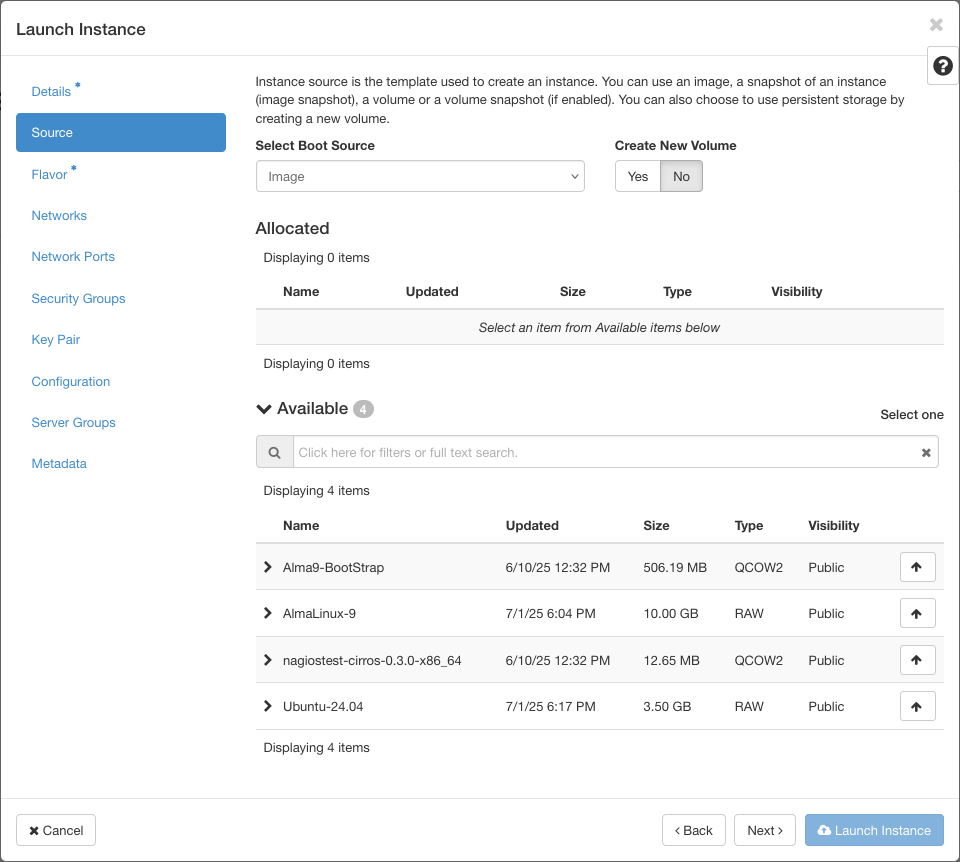 Launch Instance
Details *
Source
Flavor *
Networks
Network Ports
Security Groups
Key Pair
Configuration
Server Groups
Metadata
Instance source is the template used to create an instance. You can use an image, a snapshot of an instance
(image snapshot), a volume or a volume snapshot (if enabled). You can also choose to use persistent storage by
creating a new volume.
Select Boot Source
Image
Create New Volume
Yes No
Allocated
Displaying 0 items
Name Updated Size Type Visibility
Select an item from Available items below
Displaying 0 items
Available 4
Select one
Click here for filters or full text search.
Displaying 4 items
Name Updated Size Type Visibility
Alma9-BootStrap 6/10/25 12:32 PM 506.19 MB QCOW2 Public
AlmaLinux-9 7/1/25 6:04 PM 10.00 GB RAW Public
nagiostest-cirros-0.3.0-x86_64 6/10/25 12:32 PM 12.65 MB QCOW2 Public
Ubuntu-24.04 7/1/25 6:17 PM 3.50 GB RAW Public
Displaying 4 items
Cancel
‹ Back
Next ›
Launch Instance